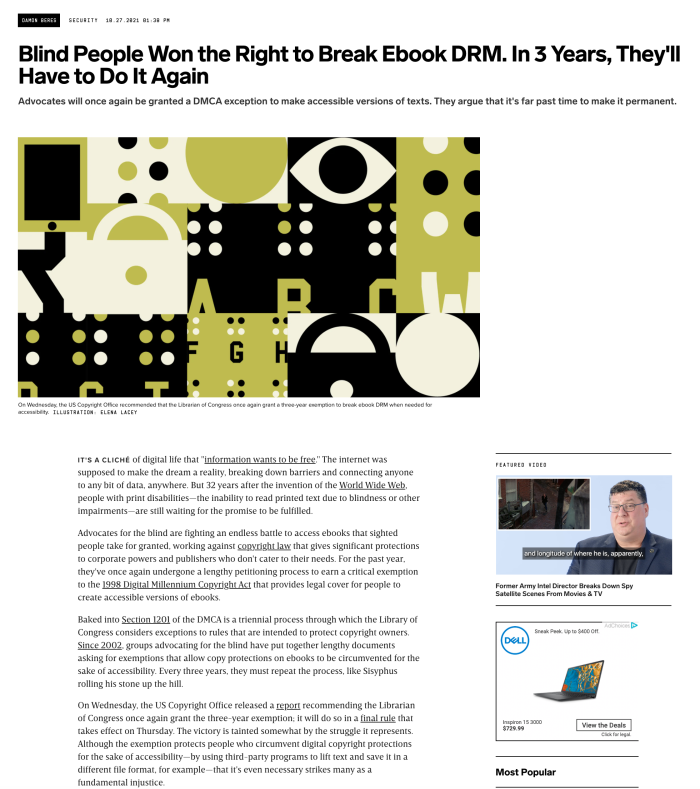 DAMON BERES SECURITY 10.27.2021 01:30 PM
Blind People Won the Right to Break Ebook DRM. In 3 Years, They'll
Have to Do It Again
Advocates will once again be granted a DMCA exception to make accessible versions of texts. They argue that it's far past time to make it permanent.
A B C W
F G H
On Wednesday, the US Copyright Office recommended that the Librarian of Congress once again grant a three-year exemption to break ebook DRM when needed for
accessibility. ILLUSTRATION: ELENA LACEY
IT'S A CLICHÉ of digital life that "information wants to be free." The internet was
supposed to make the dream a reality, breaking down barriers and connecting anyone
to any bit of data, anywhere. But 32 years after the invention of the World Wide Web,
people with print disabilities—the inability to read printed text due to blindness or other
impairments—are still waiting for the promise to be fulfilled.
Advocates for the blind are fighting an endless battle to access ebooks that sighted
people take for granted, working against copyright law that gives significant protections
to corporate powers and publishers who don't cater to their needs. For the past year,
they've once again undergone a lengthy petitioning process to earn a critical exemption
to the 1998 Digital Millennium Copyright Act that provides legal cover for people to
create accessible versions of ebooks.
Baked into Section 1201 of the DMCA is a triennial process through which the Library of
Congress considers exceptions to rules that are intended to protect copyright owners.
Since 2002, groups advocating for the blind have put together lengthy documents
asking for exemptions that allow copy protections on ebooks to be circumvented for the
sake of accessibility. Every three years, they must repeat the process, like Sisyphus
rolling his stone up the hill.
On Wednesday, the US Copyright Office released a report recommending the Librarian
of Congress once again grant the three-year exemption; it will do so in a final rule that
takes effect on Thursday. The victory is tainted somewhat by the struggle it represents.
Although the exemption protects people who circumvent digital copyright protections
for the sake of accessibility—by using third-party programs to lift text and save it in a
different file format, for example—that it's even necessary strikes many as a
fundamental injustice.
FEATURED VIDEO
and longitude of where he is, apparently,
Former Army Intel Director Breaks Down Spy
Satellite Scenes From Movies & TV
AdChoices
DELL
Sneak Peek. Up to $400 Off.
Inspiron 15 3000
$729.99
View the Deals
Click for legal.
Most Popular